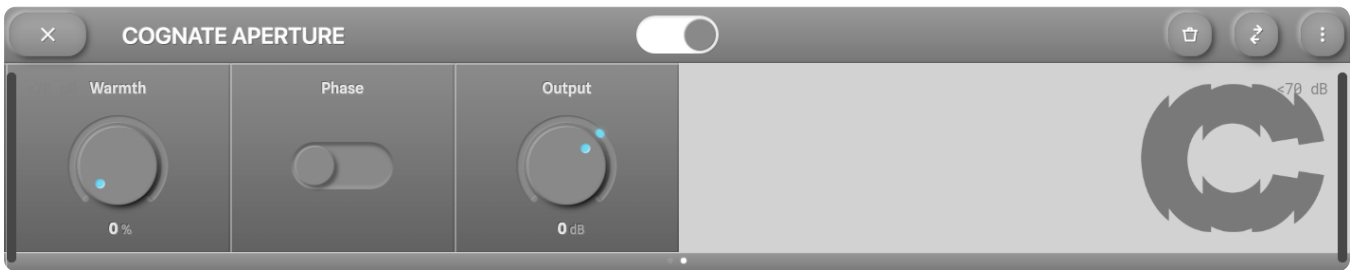 COGNATE APERTURE
Warmth
Phase
Output
<70 dB
0 %
0 dB